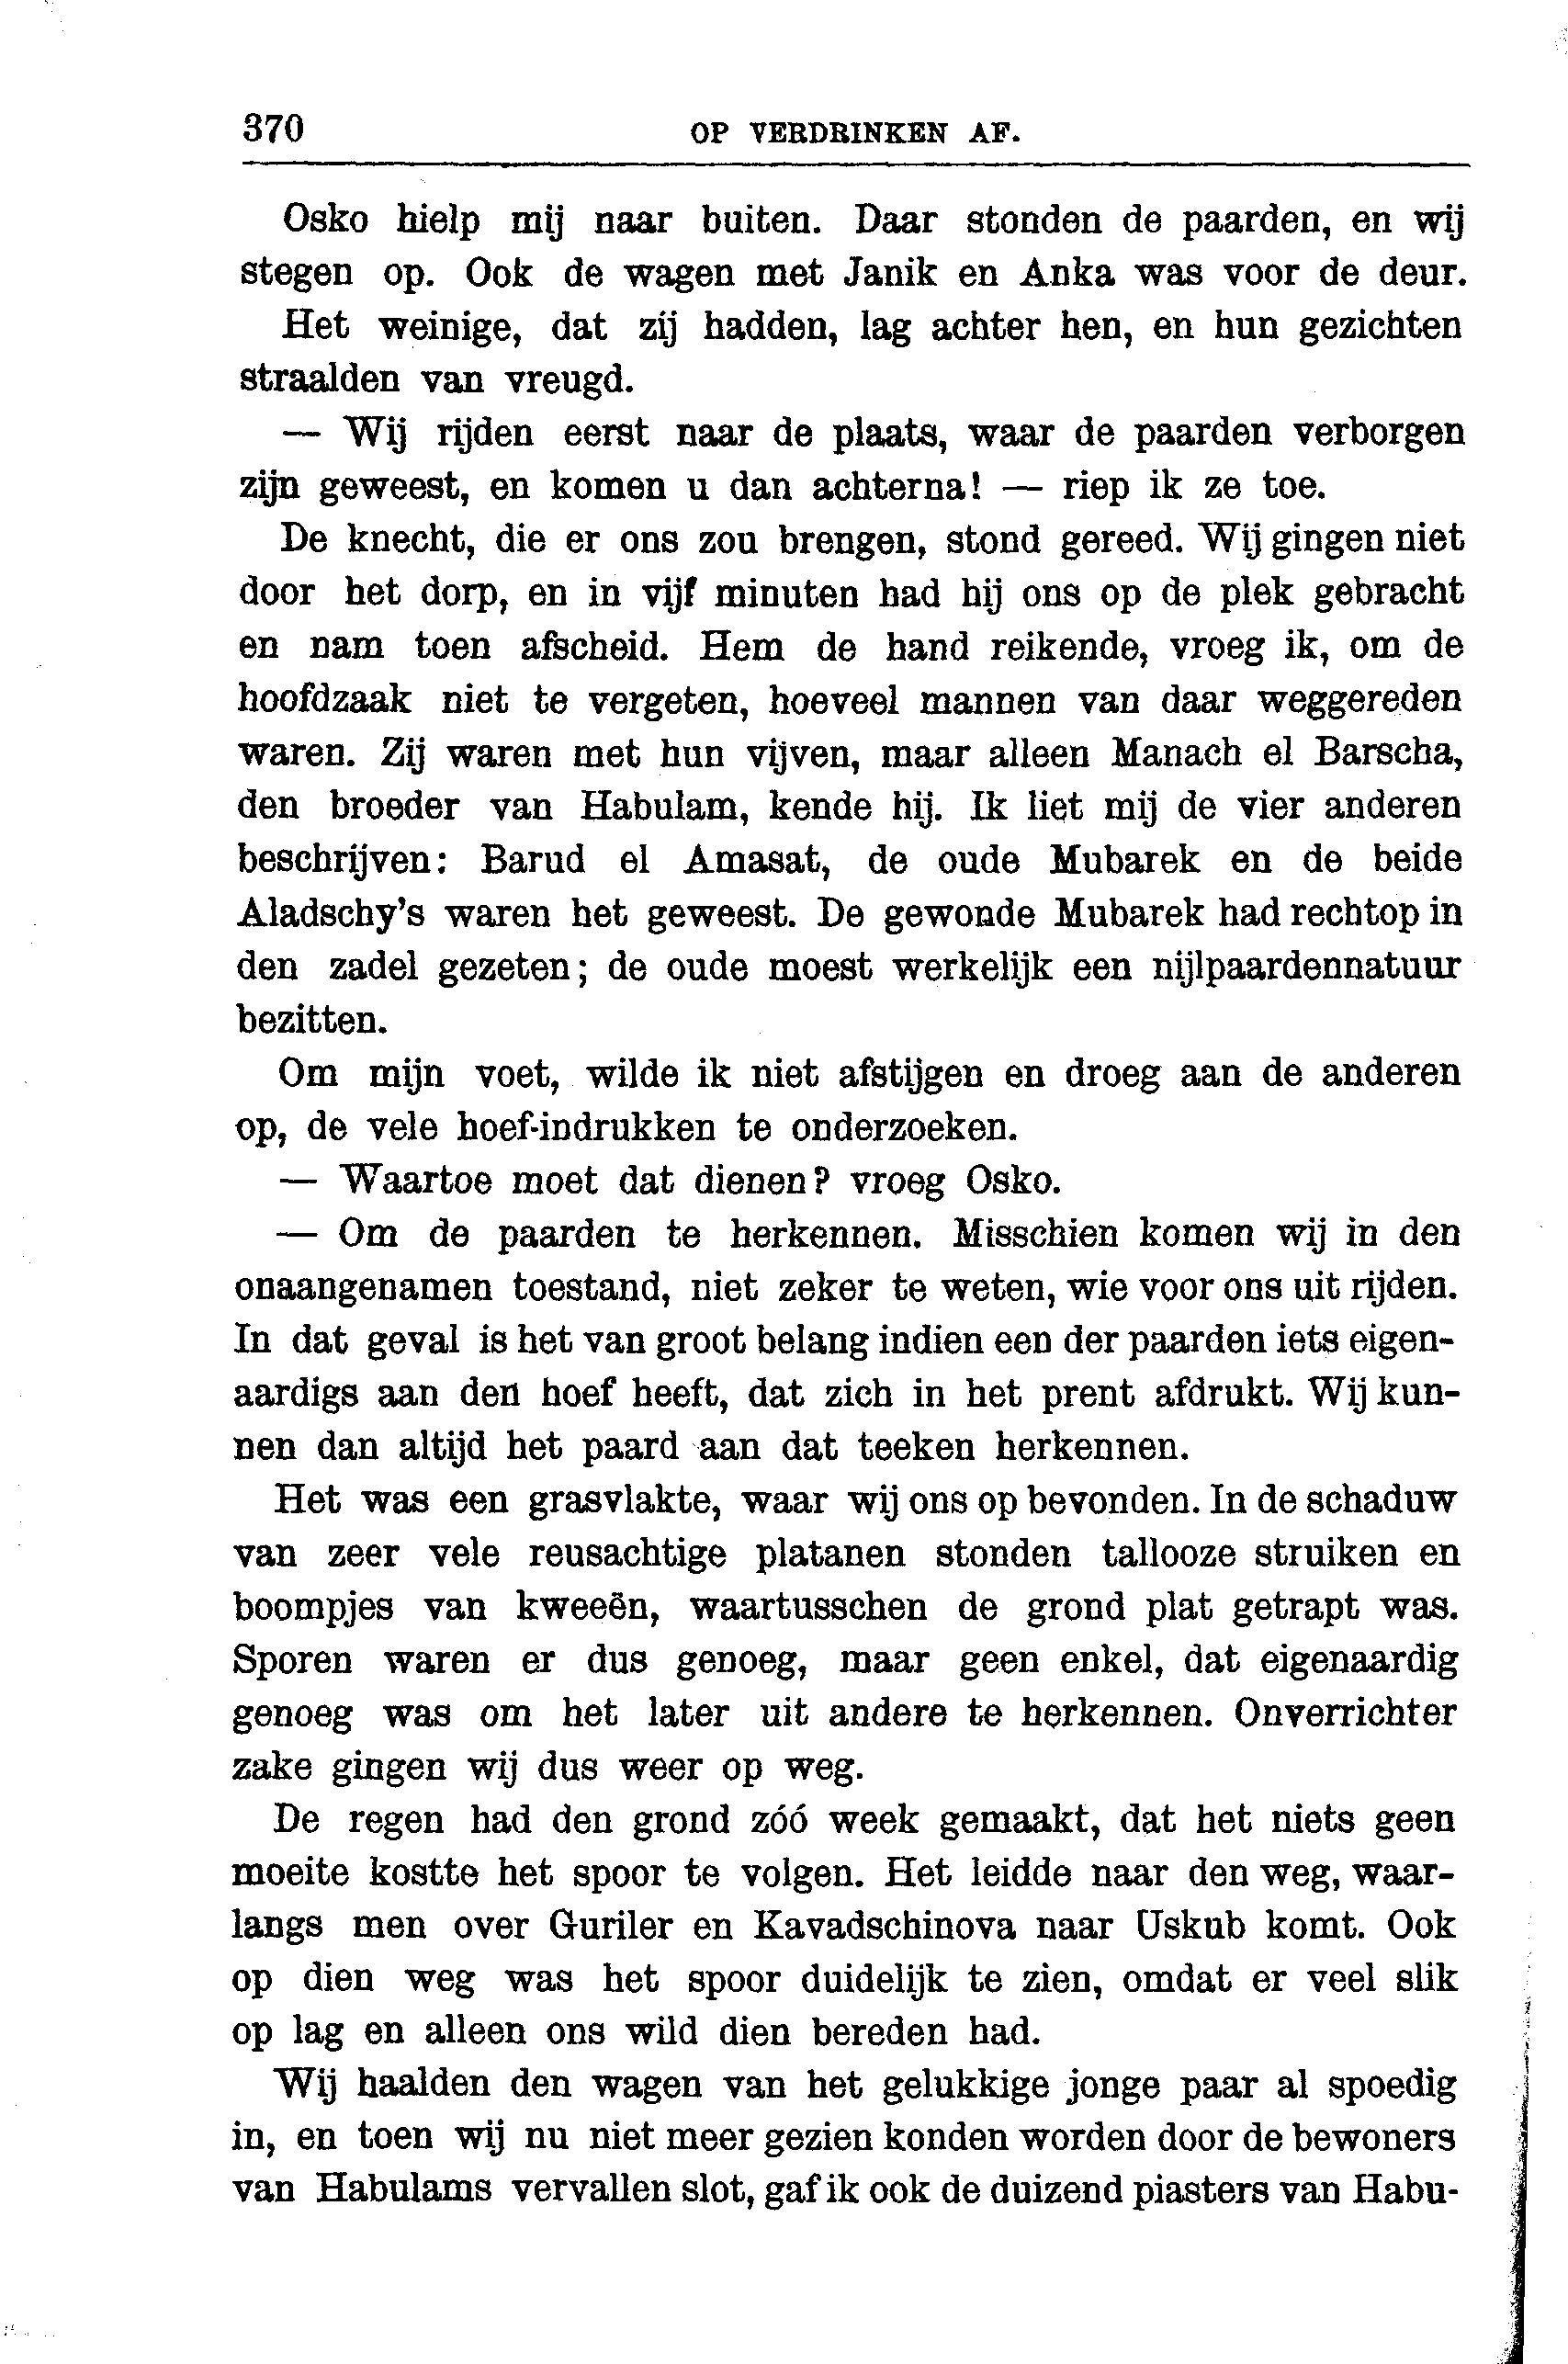 370 OP VERDRINKEN AF.
Osko hielp mij naar buiten. Daar stonden de paarden, en wij
stegen op. Ook de wagen met Janik en Anka was voor de deur.
Het weinige, dat zij hadden, lag achter hen, en hun gezichten
straalden van vreugd.
— Wij rijden eerst naar de plaats, waar de paarden verborgen
zijn geweest, en komen u dan achterna! — riep ik ze toe.
De knecht, die er ons zou brengen, stond gereed. Wij gingen niet
door het dorp, en in vijf minuten had hij ons op de plek gebracht
en nam toen afscheid. Hem de hand reikende, vroeg ik, om de
hoofdzaak niet te vergeten, hoeveel mannen van daar weggereden
waren. Zij waren met hun vijven, maar alleen Manach el Barscha,
den broeder van Habulam, kende hij. Ik liet mij de vier anderen
beschrijven: Barud el Amasat, de oude Mubarek en de beide
Aladschy's waren het geweest. De gewonde Mubarek had rechtop in
den zadel gezeten; de oude moest werkelijk een nijlpaardennatuur
bezitten.
Om mijn voet, wilde ik niet afstijgen en droeg aan de anderen
op, de vele hoef-indrukken te onderzoeken.
— Waartoe moet dat dienen? vroeg Osko.
— Om de paarden te herkennen. Misschien komen wij in den
onaangenamen toestand, niet zeker te weten, wie voor ons uit rijden.
In dat geval is het van groot belang indien een der paarden iets eigen-
aardigs aan den hoef heeft, dat zich in het prent afdrukt. Wij kun-
nen dan altijd het paard aan dat teeken herkennen.
Het was een grasvlakte, waar wij ons op bevonden. In de schaduw
van zeer vele reusachtige platanen stonden tallooze struiken en
boompjes van kweeën, waartusschen de grond plat getrapt was.
Sporen waren er dus genoeg, maar geen enkel, dat eigenaardig
genoeg was om het later uit andere te herkennen. Onverrichter
zake gingen wij dus weer op weg.
De regen had den grond zóó week gemaakt, dat het niets geen
moeite kostte het spoor te volgen. Het leidde naar den weg, waar-
langs men over Guriler en Kavadschinova naar Uskub komt. Ook
op dien weg was het spoor duidelijk te zien, omdat er veel slik
op lag en alleen ons wild dien bereden had.
Wij haalden den wagen van het gelukkige jonge paar al spoedig
in, en toen wij nu niet meer gezien konden worden door de bewoners
van Habulams vervallen slot, gaf ik ook de duizend piasters van Habu-